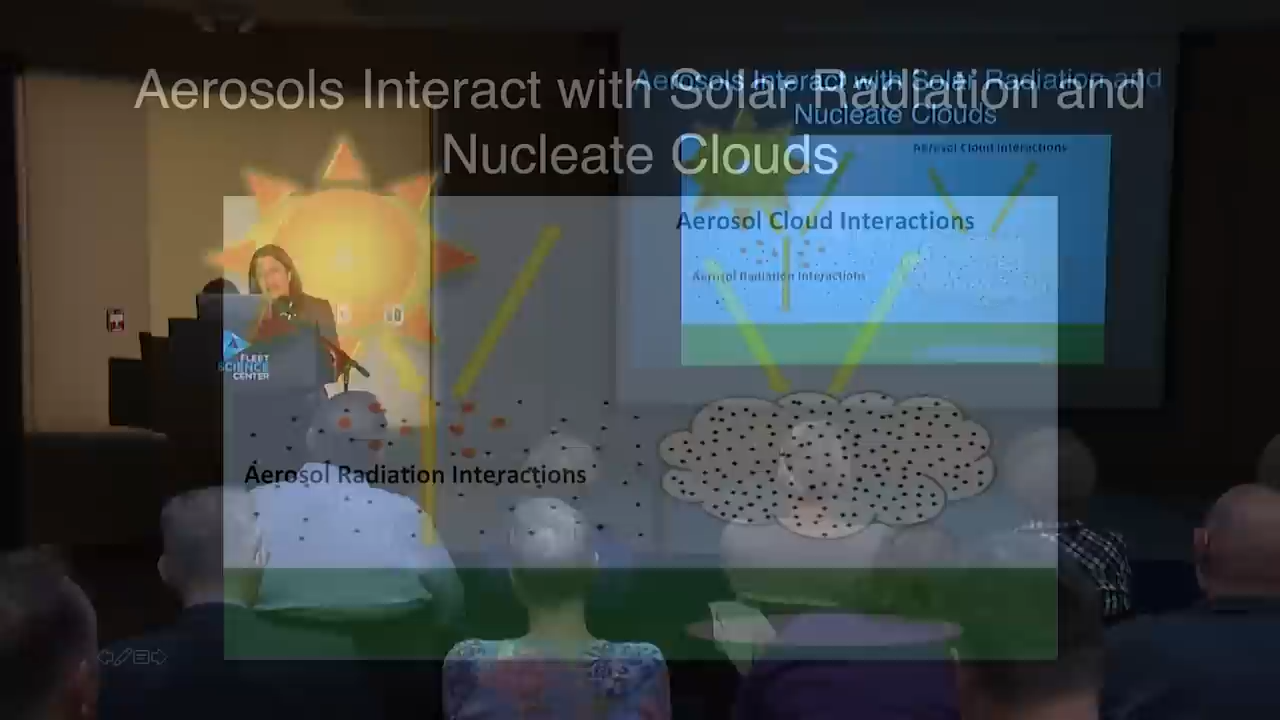 Aerosols Interact with Solar Radiation and
Nucleate Clouds
Aerosols Interact with Solar Radiation and
Nucleate Clouds
Aerosol Cloud Interactions
Aerosol Cloud Interactions
Aerosol Radiation Interactions
Aerosol Radiation Interactions
FLEET
SCIENCE
CENTER